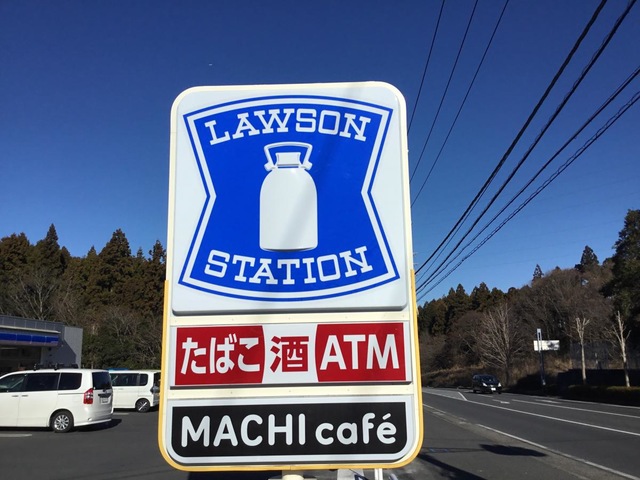 LAWSON
STATION
たばこ 酒 ATM
MACHI café